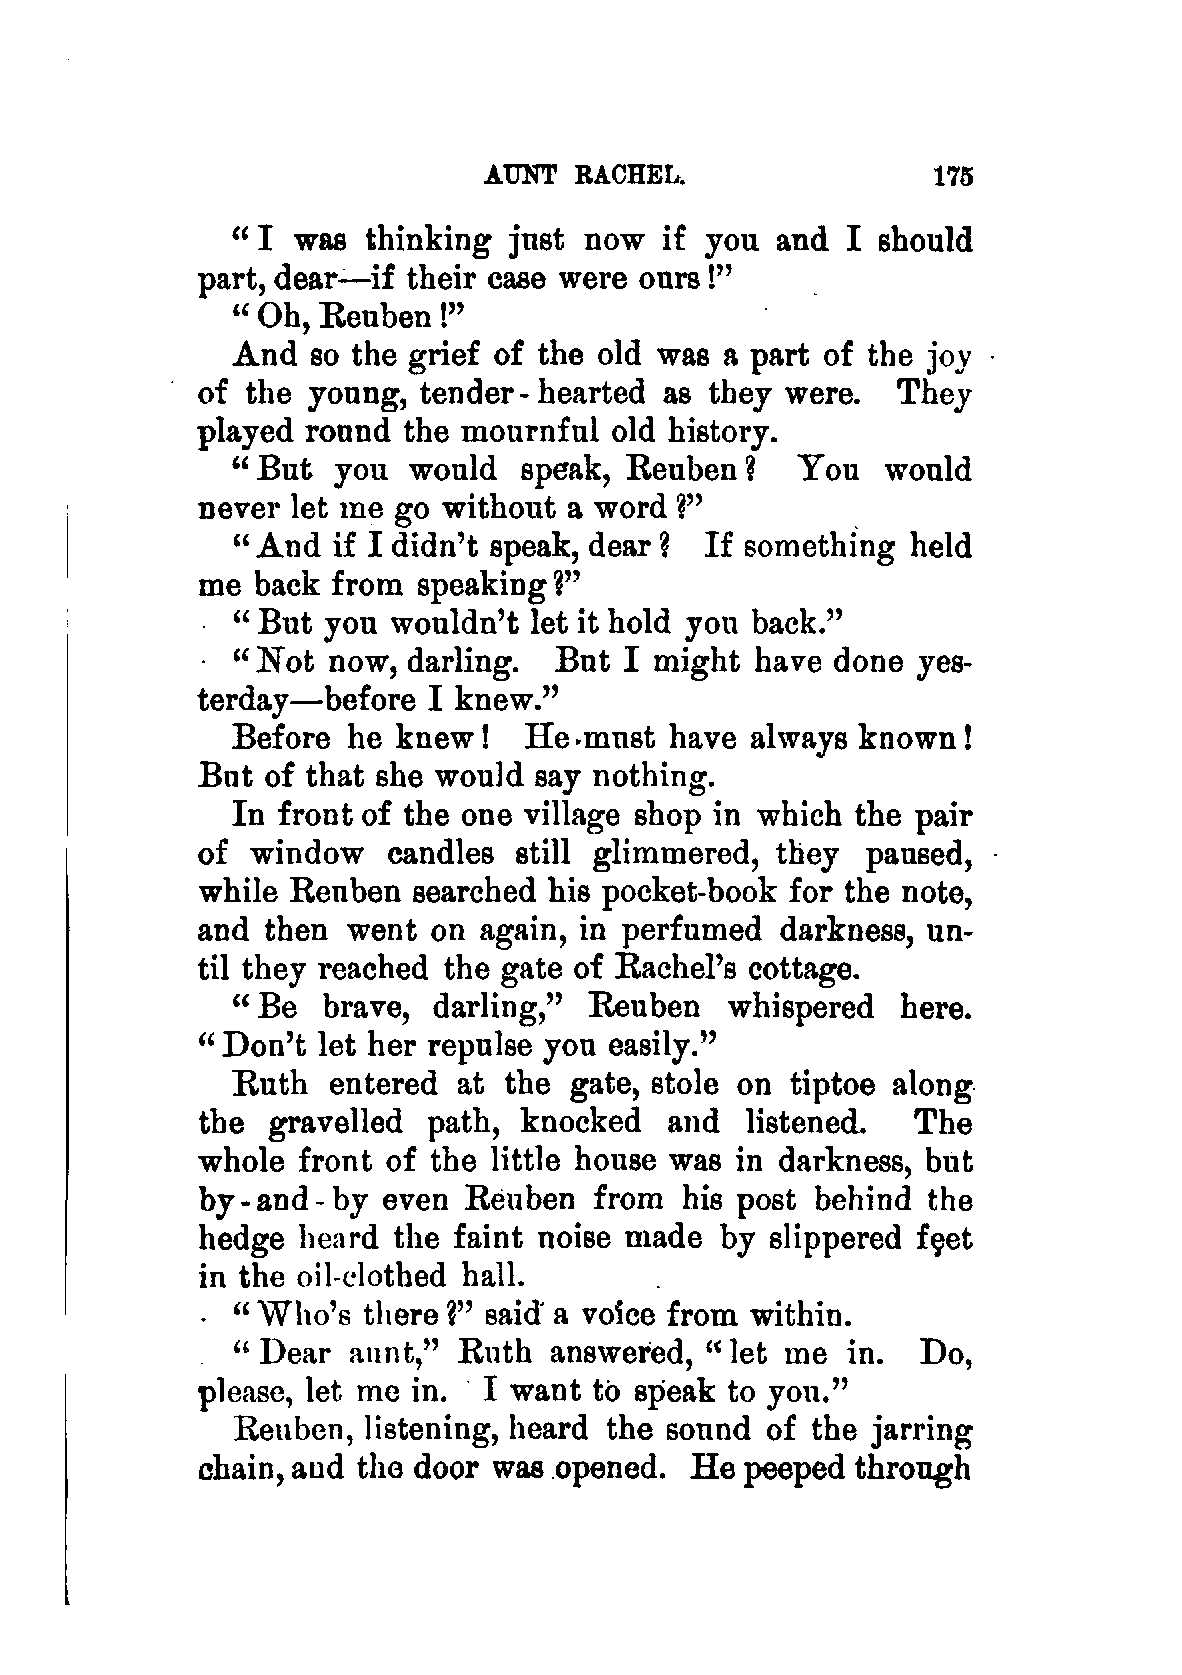 AUNT RACHEL. 175
“I was thinking just now if you and I should
part, dear—if their case were ours!”
“Oh, Reuben!”
And so the grief of the old was a part of the joy
of the young, tender-hearted as they were. They
played round the mournful old history.
“But you would speak, Reuben? You would
never let me go without a word?”
“And if I didn’t speak, dear? If something held
me back from speaking?”
“But you wouldn’t let it hold you back.”
“Not now, darling. But I might have done yes-
terday—before I knew.”
Before he knew! He must have always known!
But of that she would say nothing.
In front of the one village shop in which the pair
of window candles still glimmered, they paused,
while Reuben searched his pocket-book for the note,
and then went on again, in perfumed darkness, un-
til they reached the gate of Rachel’s cottage.
“Be brave, darling,” Reuben whispered here.
“Don’t let her repulse you easily.”
Ruth entered at the gate, stole on tiptoe along
the gravelled path, knocked and listened. The
whole front of the little house was in darkness, but
by-and-by even Reuben from his post behind the
hedge heard the faint noise made by slippered feet
in the oil-clothed hall.
“Who’s there?” said a voice from within.
“Dear aunt,” Ruth answered, “let me in. Do,
please, let me in. I want to speak to you.”
Reuben, listening, heard the sound of the jarring
chain, and the door was opened. He peeped through